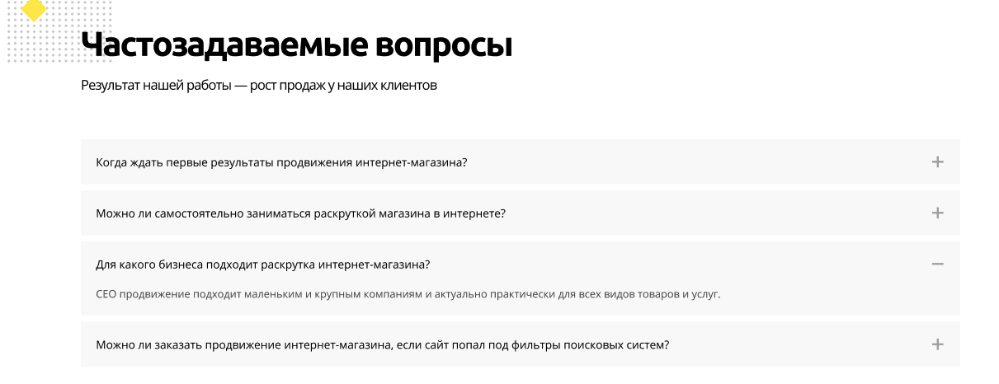 Частозадаваемые вопросы
Результат нашей работы — рост продаж у наших клиентов
Когда ждать первые результаты продвижения интернет-магазина?
Можно ли самостоятельно заниматься раскруткой магазина в интернете?
Для какого бизнеса подходит раскрутка интернет-магазина?
СЕО продвижение подходит маленьким и крупным компаниям и актуально практически для всех видов товаров и услуг.
Можно ли заказать продвижение интернет-магазина, если сайт попал под фильтры поисковых систем?